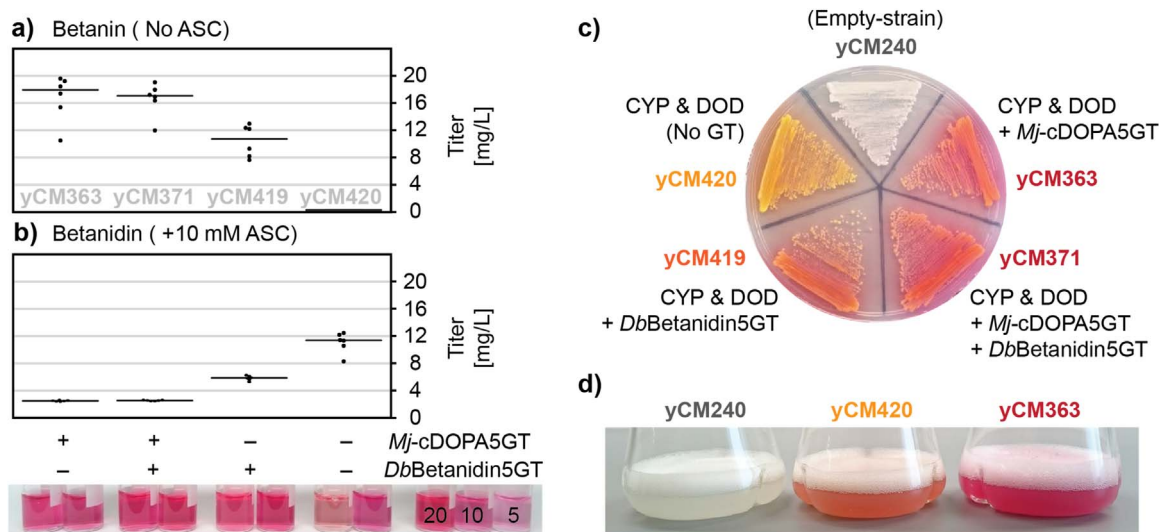 a) Betanin ( No ASC)
20
16
12
8
4
0
Titer
[mg/L]
yCM363 yCM371 yCM419 yCM420
b) Betanidin ( +10 mM ASC)
20
16
12
8
4
0
Titer
[mg/L]
+ + − − Mj-cDOPA5GT
− + + − DbBetanidin5GT
20 10 5
c)
(Empty-strain)
yCM240
CYP & DOD
(No GT)
yCM420
CYP & DOD
+ Mj-cDOPA5GT
yCM363
yCM419
CYP & DOD
+ DbBetanidin5GT
yCM371
CYP & DOD
+ Mj-cDOPA5GT
+ DbBetanidin5GT
d)
yCM240 yCM420 yCM363